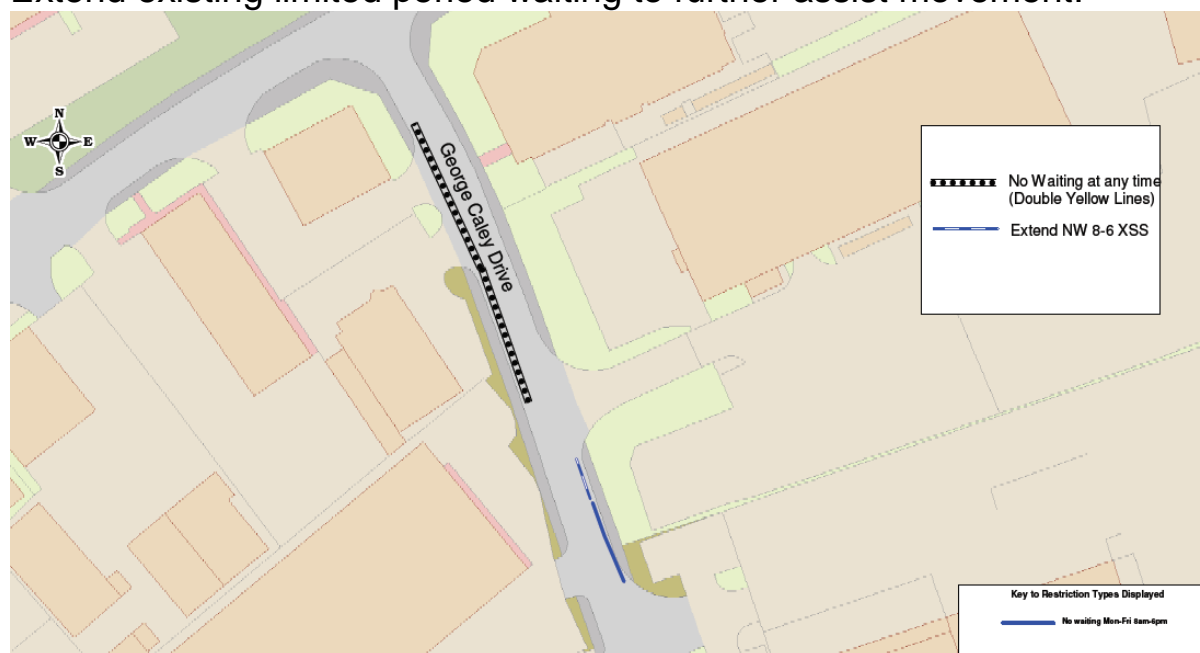 Extend existing limited period waiting to further assist movement.
N
W E
S
George Caley Drive
No Waiting at any time
(Double Yellow Lines)
Extend NW 8-6 XSS
Key to Restriction Types Displayed
No waiting Mon-Fri 8am-6pm